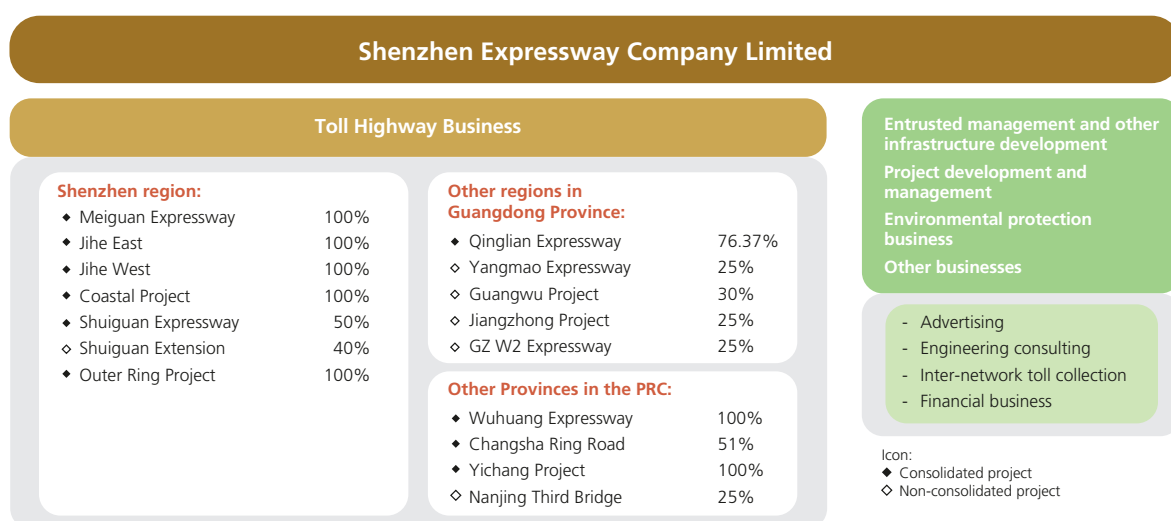 Shenzhen Expressway Company Limited
Toll Highway Business
Shenzhen region:
◆ Meiguan Expressway 100%
◆ Jihe East 100%
◆ Jihe West 100%
◆ Coastal Project 100%
◆ Shuiguan Expressway 50%
◇ Shuiguan Extension 40%
◆ Outer Ring Project 100%
Other regions in
Guangdong Province:
◆ Qinglian Expressway 76.37%
◇ Yangmao Expressway 25%
◇ Guangwu Project 30%
◇ Jiangzhong Project 25%
◇ GZ W2 Expressway 25%
Other Provinces in the PRC:
◆ Wuhuang Expressway 100%
◆ Changsha Ring Road 51%
◆ Yichang Project 100%
◇ Nanjing Third Bridge 25%
Entrusted management and other
infrastructure development
Project development and
management
Environmental protection
business
Other businesses
- Advertising
- Engineering consulting
- Inter-network toll collection
- Financial business
Icon:
◆ Consolidated project
◇ Non-consolidated project